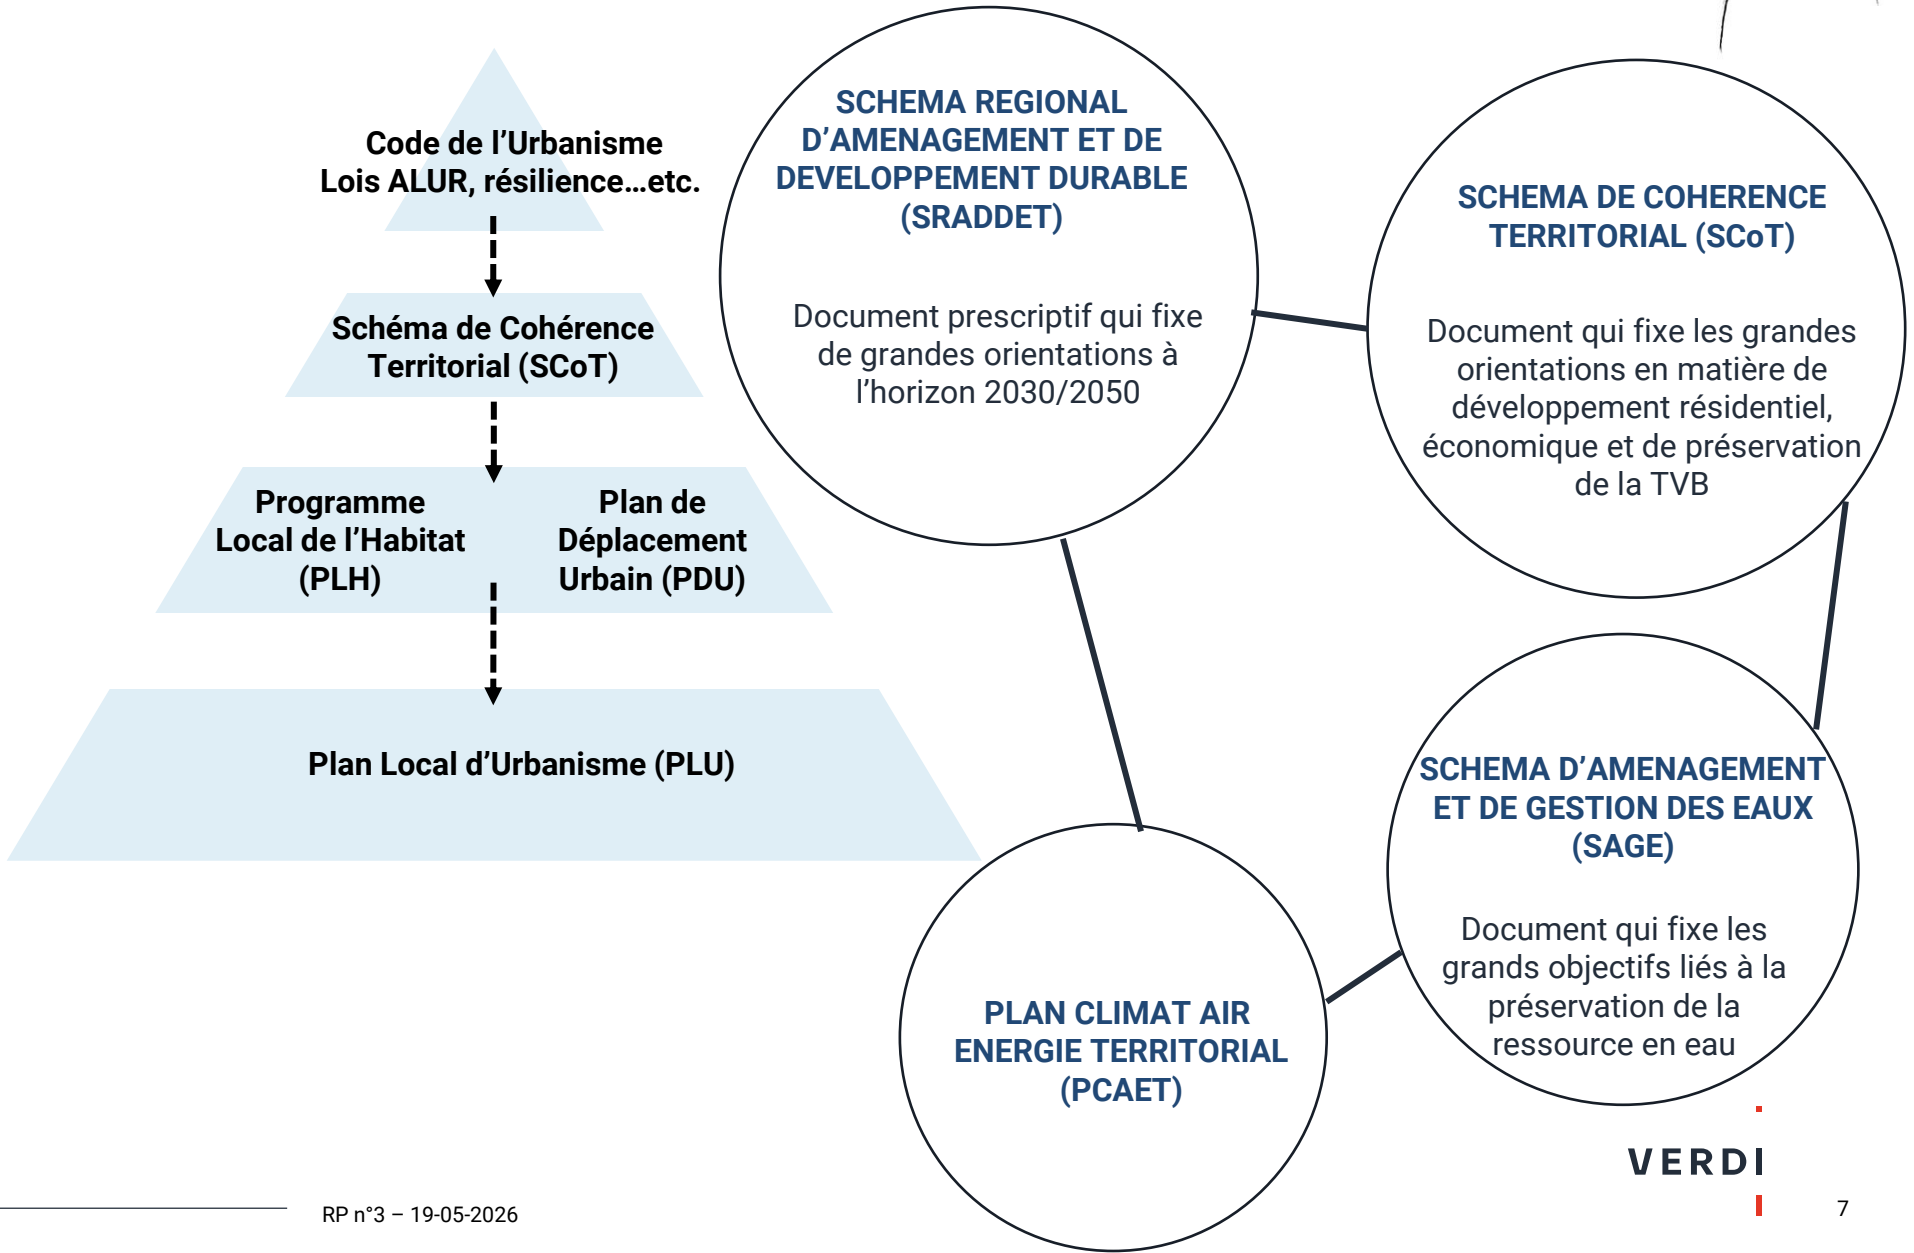 Code de l’Urbanisme
Lois ALUR, résilience…etc.
Schéma de Cohérence
Territorial (SCoT)
Programme
Local de l’Habitat
(PLH)
Plan de
Déplacement
Urbain (PDU)
Plan Local d’Urbanisme (PLU)
SCHEMA REGIONAL
D’AMENAGEMENT ET DE
DEVELOPPEMENT DURABLE
(SRADDET)
Document prescriptif qui fixe
de grandes orientations à
l’horizon 2030/2050
SCHEMA DE COHERENCE
TERRITORIAL (SCoT)
Document qui fixe les grandes
orientations en matière de
développement résidentiel,
économique et de préservation
de la TVB
SCHEMA D’AMENAGEMENT
ET DE GESTION DES EAUX
(SAGE)
Document qui fixe les
grands objectifs liés à la
préservation de la
ressource en eau
PLAN CLIMAT AIR
ENERGIE TERRITORIAL
(PCAET)
VERDI
RP n°3 – 19-05-2026
7